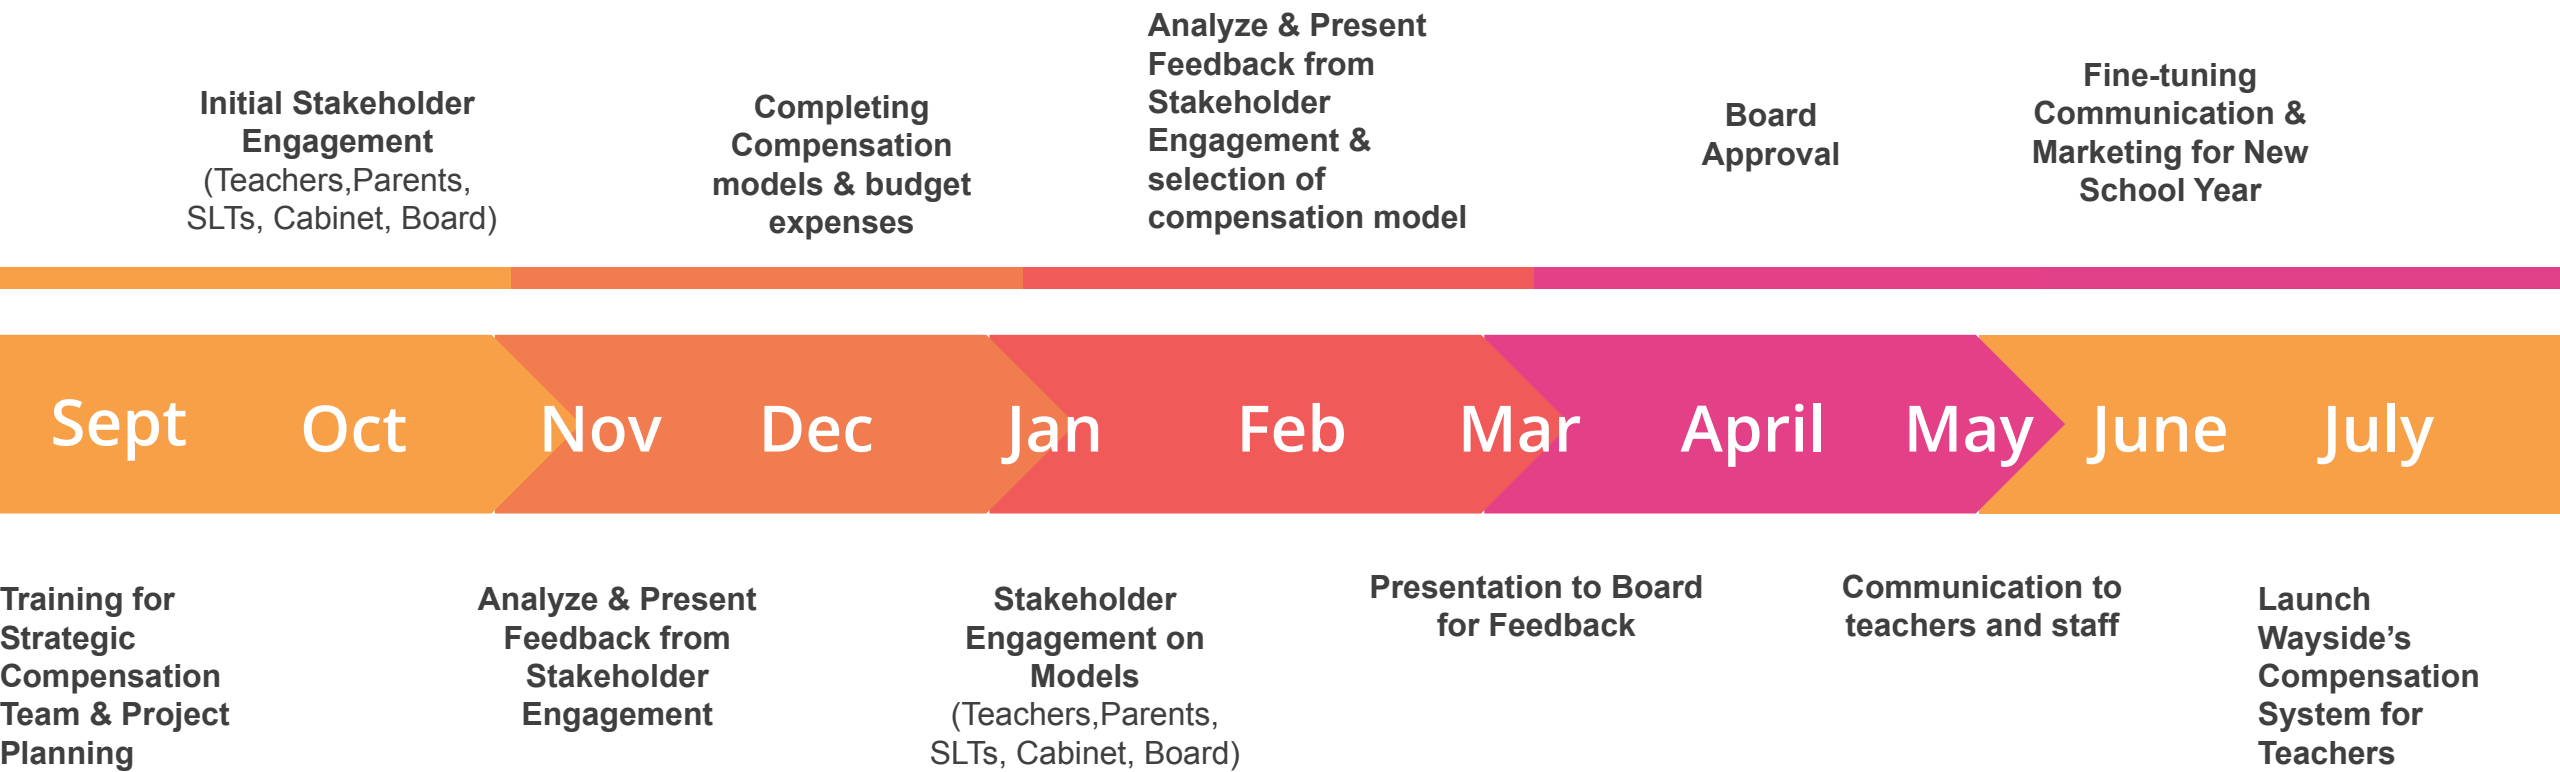 Initial Stakeholder
Engagement
(Teachers,Parents,
SLTs, Cabinet, Board)
Completing
Compensation
models & budget
expenses
Analyze & Present
Feedback from
Stakeholder
Engagement &
selection of
compensation model
Board
Approval
Fine-tuning
Communication &
Marketing for New
School Year
Sept Oct Nov Dec Jan Feb Mar April May June July
Training for
Strategic
Compensation
Team & Project
Planning
Analyze & Present
Feedback from
Stakeholder
Engagement
Stakeholder
Engagement on
Models
(Teachers,Parents,
SLTs, Cabinet, Board)
Presentation to Board
for Feedback
Communication to
teachers and staff
Launch
Wayside’s
Compensation
System for
Teachers